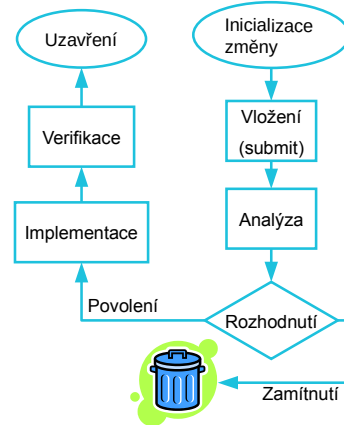 Uzavření
Inicializace
změny
Verifikace
Vložení
(submit)
Implementace
Analýza
Povolení
Rozhodnutí
Zamítnutí